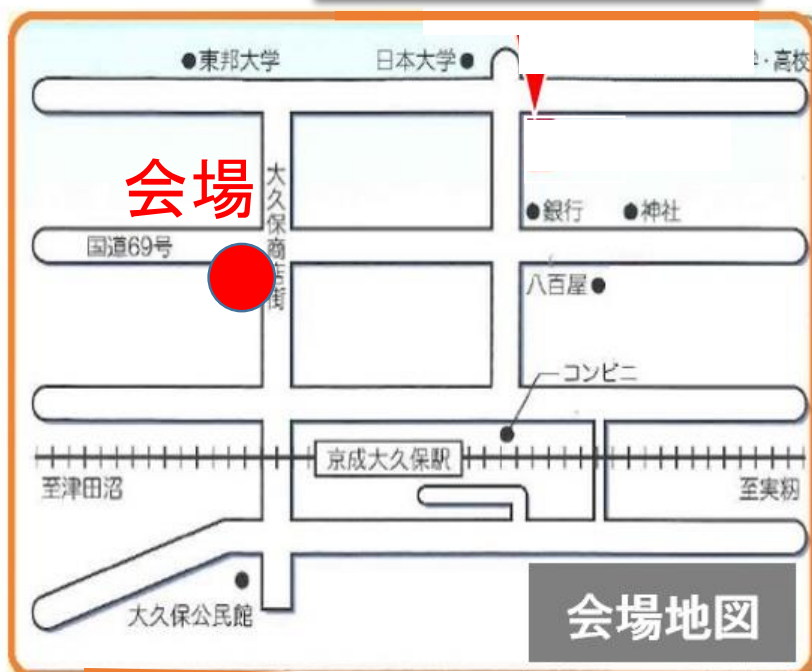 東邦大学
日本大学
・高校
会場
大久保商店街
国道69号
銀行
神社
八百屋
コンビニ
京成大久保駅
至津田沼
至実籾
大久保公民館
会場地図